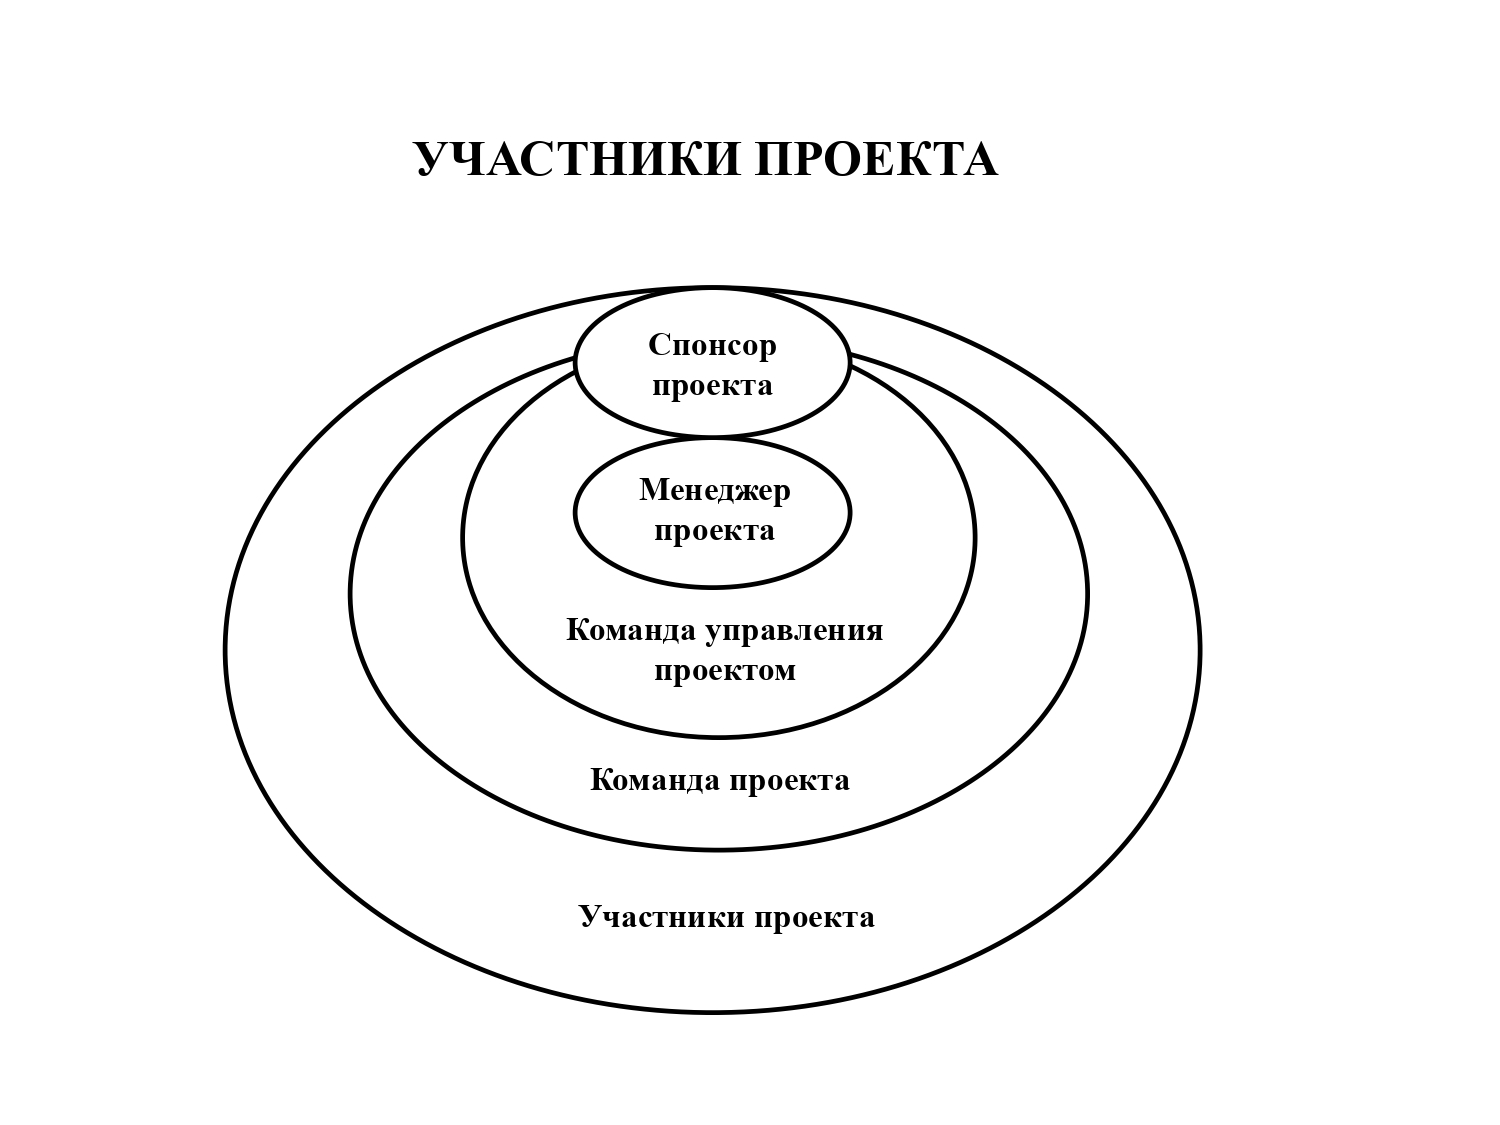 УЧАСТНИКИ ПРОЕКТА
Спонсор
проекта
Менеджер
проекта
Команда управления
проектом
Команда проекта
Участники проекта